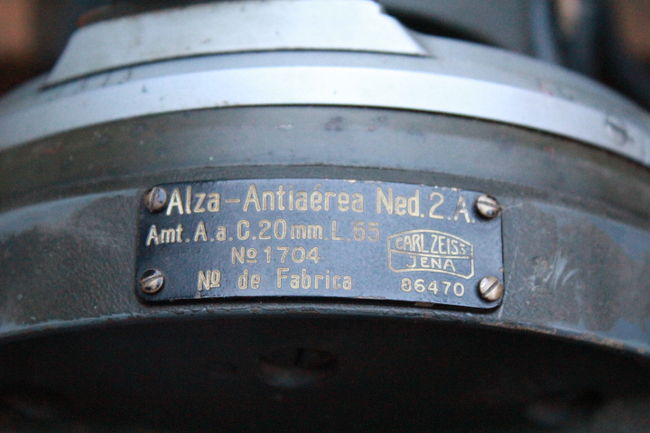 Alza-Antiaérea Ned.2.A.
Amt.A.a.C.20mm.L.65
Nº1704
CARL ZEISS
JENA
Nº de Fabrica 86470